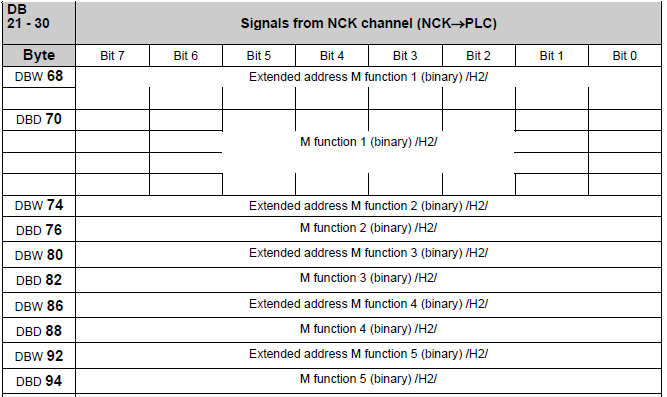 DB
21 - 30
Signals from NCK channel (NCK→PLC)
Byte Bit 7 Bit 6 Bit 5 Bit 4 Bit 3 Bit 2 Bit 1 Bit 0
DBW 68 Extended address M function 1 (binary) /H2/
DBD 70
M function 1 (binary) /H2/
DBW 74 Extended address M function 2 (binary) /H2/
DBD 76 M function 2 (binary) /H2/
DBW 80 Extended address M function 3 (binary) /H2/
DBD 82 M function 3 (binary) /H2/
DBW 86 Extended address M function 4 (binary) /H2/
DBD 88 M function 4 (binary) /H2/
DBW 92 Extended address M function 5 (binary) /H2/
DBD 94 M function 5 (binary) /H2/